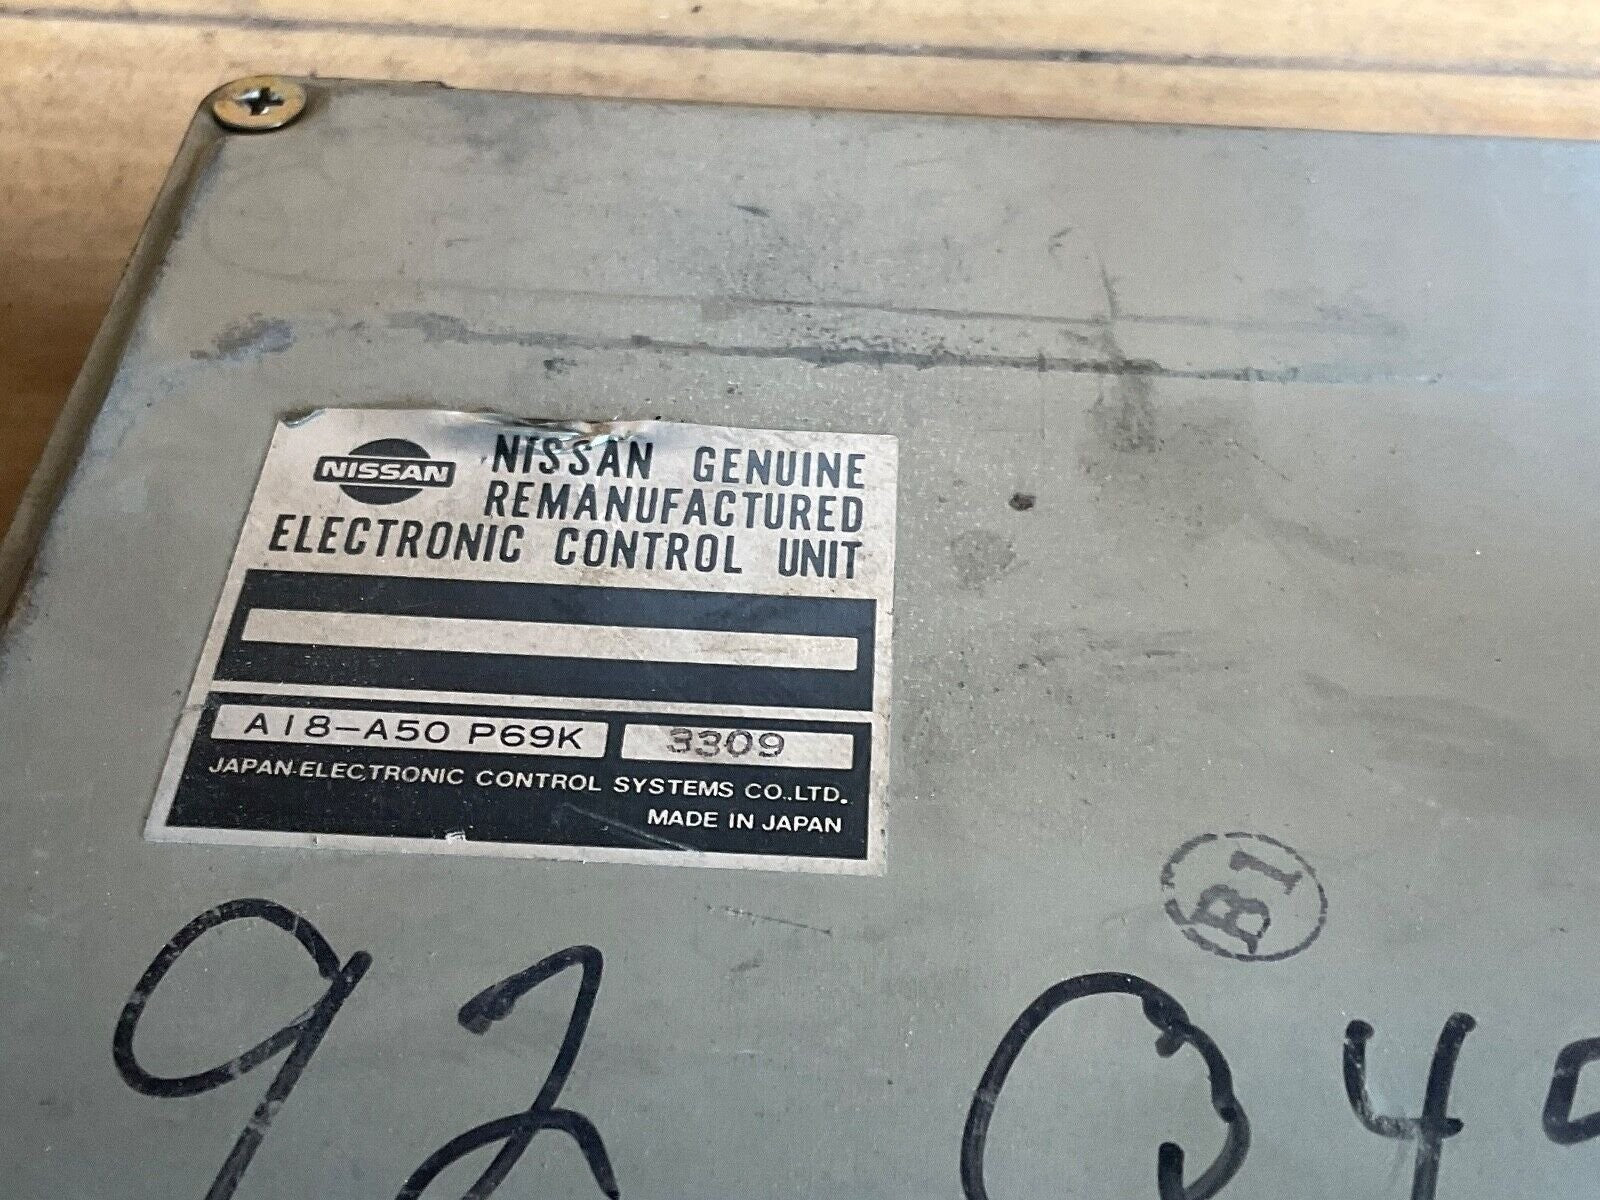 NISSAN
NISSAN GENUINE
REMANUFACTURED
ELECTRONIC CONTROL UNIT
A18-A50 P69K 3309
JAPAN ELECTRONIC CONTROL SYSTEMS CO.,LTD.
MADE IN JAPAN
B1
92 Q4